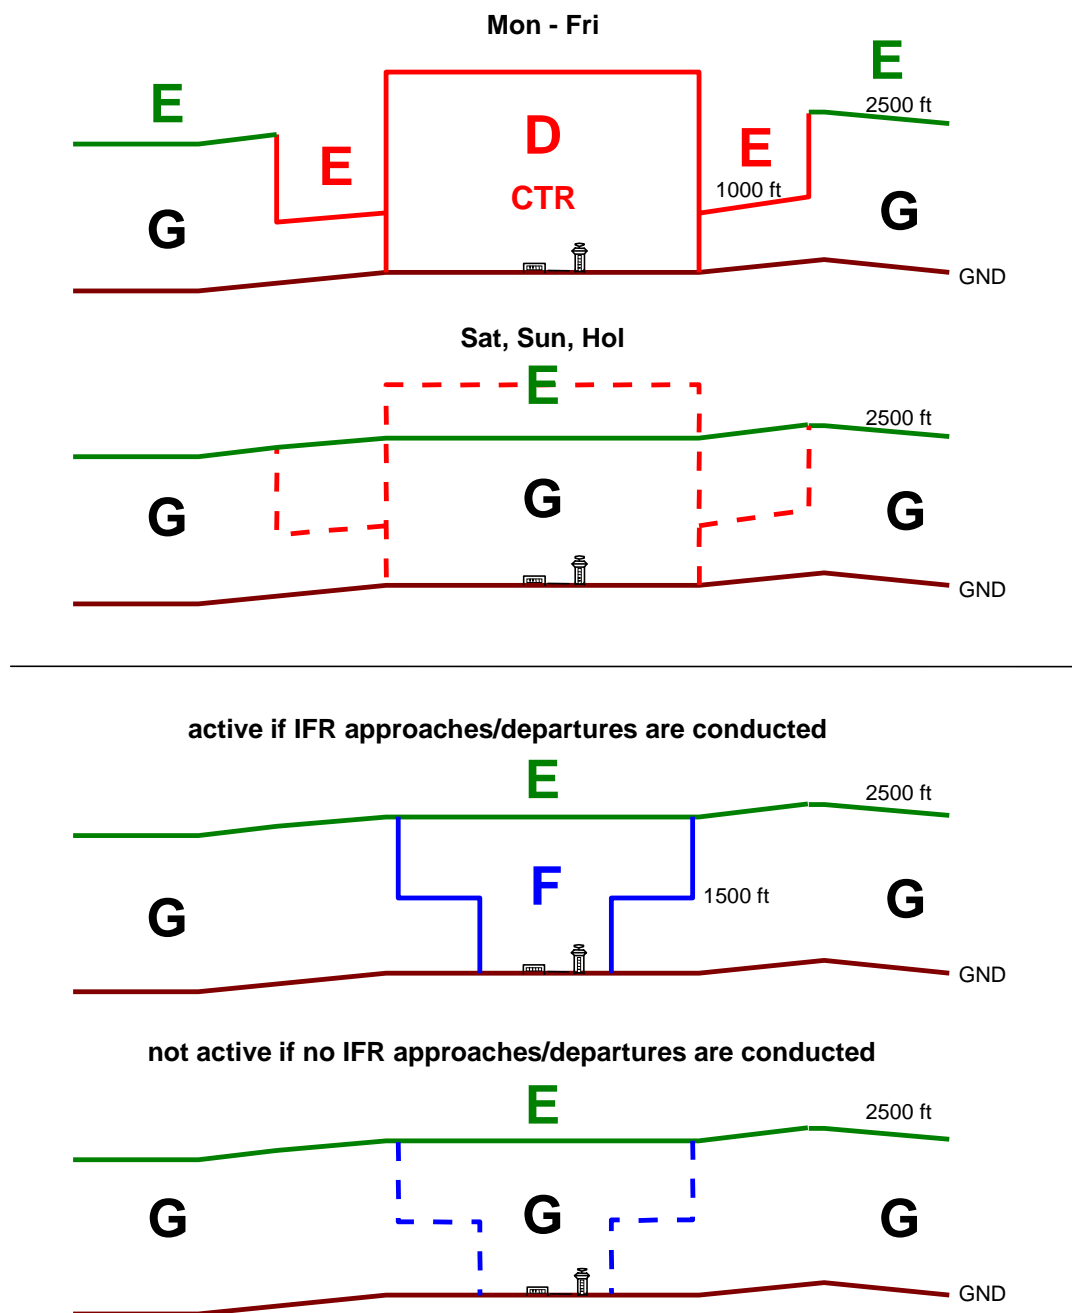 Mon - Fri
E
E
2500 ft
D
E
E
1000 ft
CTR
G
G
GND
Sat, Sun, Hol
E
2500 ft
G
G
G
GND
active if IFR approaches/departures are conducted
E
2500 ft
F
1500 ft
G
G
GND
not active if no IFR approaches/departures are conducted
E
2500 ft
G
G
G
GND